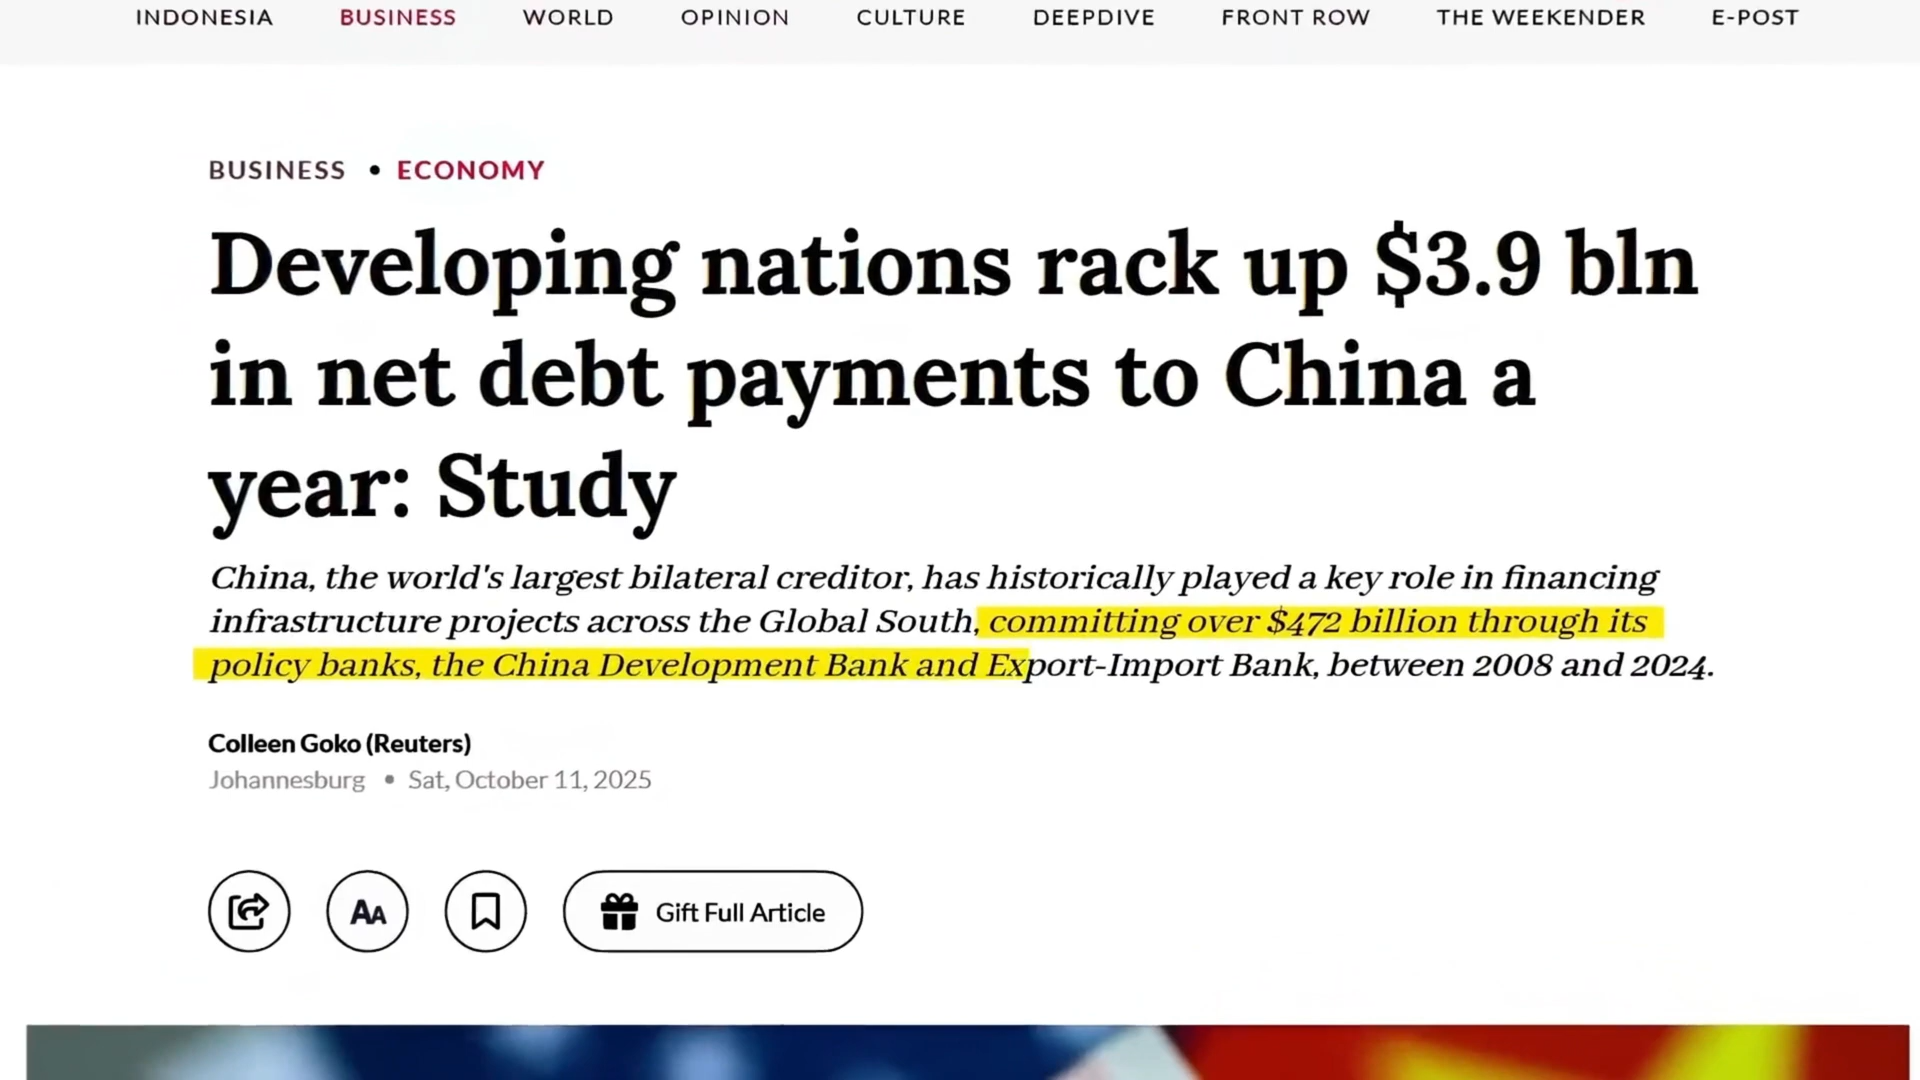 INDONESIA BUSINESS WORLD OPINION CULTURE DEEPDIVE FRONT ROW THE WEEKENDER E-POST
BUSINESS • ECONOMY
Developing nations rack up $3.9 bln
in net debt payments to China a
year: Study
China, the world's largest bilateral creditor, has historically played a key role in financing
infrastructure projects across the Global South, committing over $472 billion through its
policy banks, the China Development Bank and Export-Import Bank, between 2008 and 2024.
Colleen Goko (Reuters)
Johannesburg • Sat, October 11, 2025
AA Gift Full Article